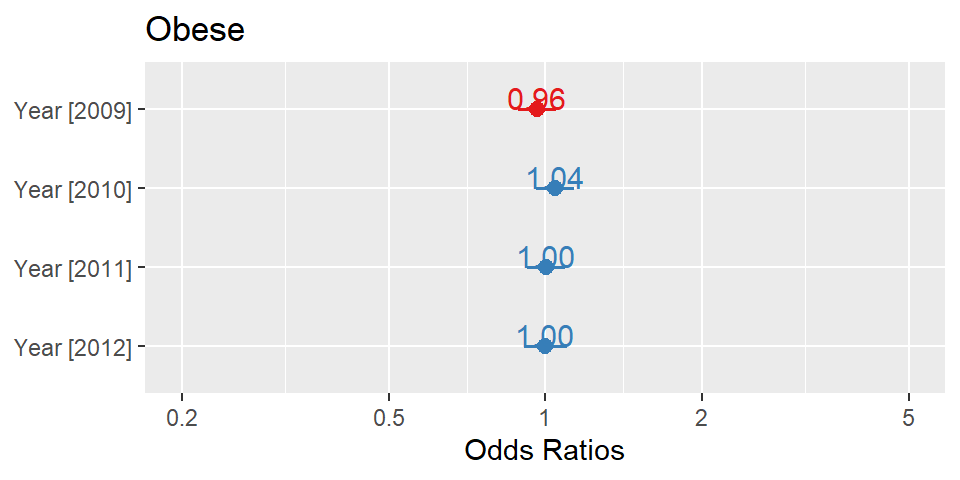 Obese
Year [2009]
0.96
Year [2010]
1.04
Year [2011]
1.00
Year [2012]
1.00
0.2 0.5 1 2 5
Odds Ratios